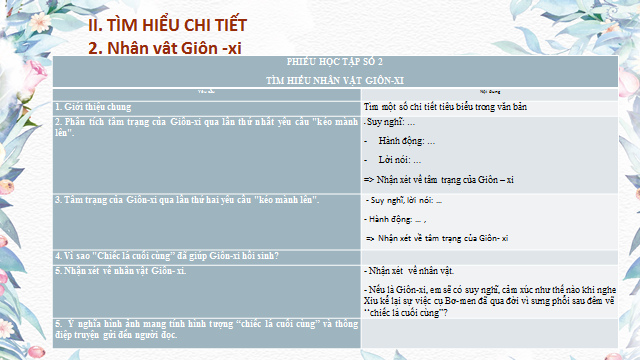 II. TÌM HIỂU CHI TIẾT
2. Nhân vât Giôn -xi
PHIẾU HỌC TẬP SỐ 2
TÌM HIỂU NHÂN VẬT GIÔN-XI
Yêu cầu
Nội dung
1. Giới thiệu chung
Tìm một số chi tiết tiêu biểu trong văn bản
2. Phân tích tâm trạng của Giôn-xi qua lần thứ nhất yêu cầu "kéo mành
lên".
- Suy nghĩ: ...
- Hành động: ...
- Lời nói: ...
=> Nhận xét về tâm trạng của Giôn – xi
3. Tâm trạng của Giôn-xi qua lần thứ hai yêu cầu "kéo mành lên".
- Suy nghĩ, lời nói: ...
- Hành động: ... ,
=> Nhận xét về tâm trạng của Giôn- xi
4. Vì sao "Chiếc lá cuối cùng" đã giúp Giôn-xi hồi sinh?
5. Nhận xét về nhân vật Giôn- xi.
- Nhận xét về nhân vật.
- Nếu là Giôn-xi, em sẽ có suy nghĩ, cảm xúc như thế nào khi nghe
Xiu kể lại sự việc cụ Bơ-men đã qua đời vì sưng phổi sau đêm vẽ
"chiếc lá cuối cùng"?
5. Ý nghĩa hình ảnh mang tính hình tượng "chiếc lá cuối cùng" và thông
điệp truyện gửi đến người đọc.